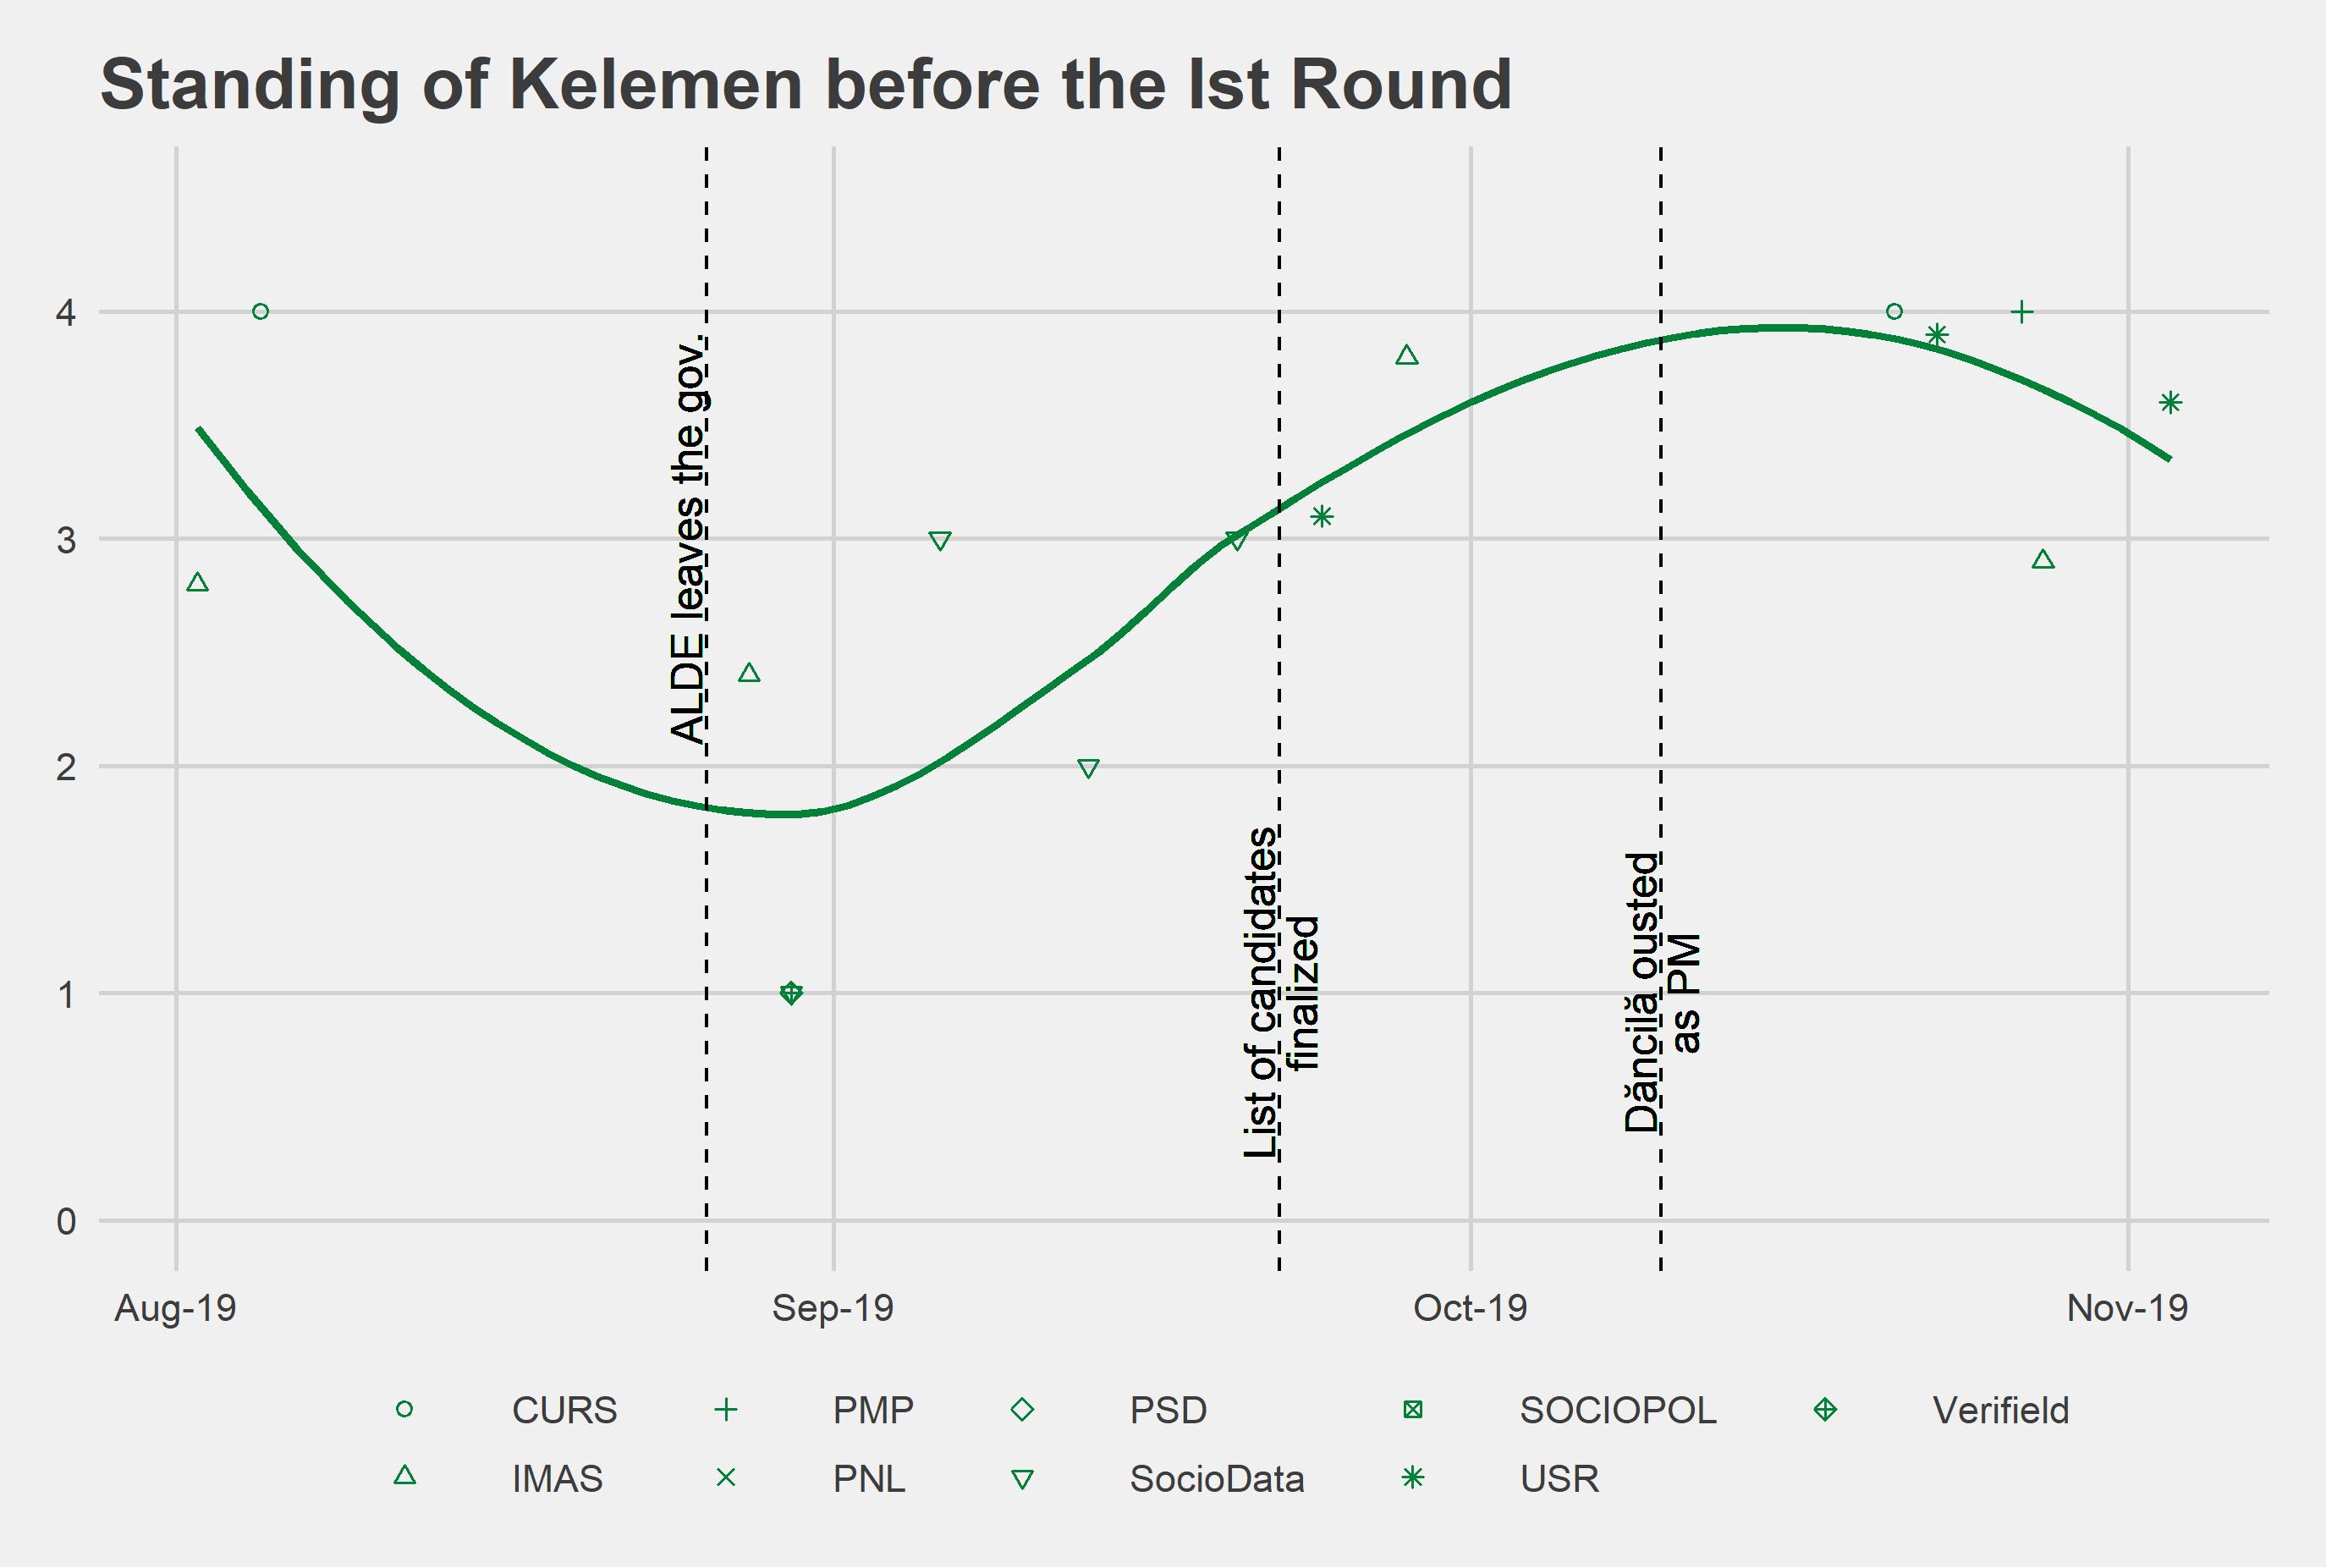 Standing of Kelemen before the Ist Round
4
3
2
1
0
ALDE leaves the gov.
List of candidates
finalized
Dăncilă ousted
as PM
Aug-19
Sep-19
Oct-19
Nov-19
CURS
PMP
PSD
SOCIOPOL
Verifield
IMAS
PNL
SocioData
USR